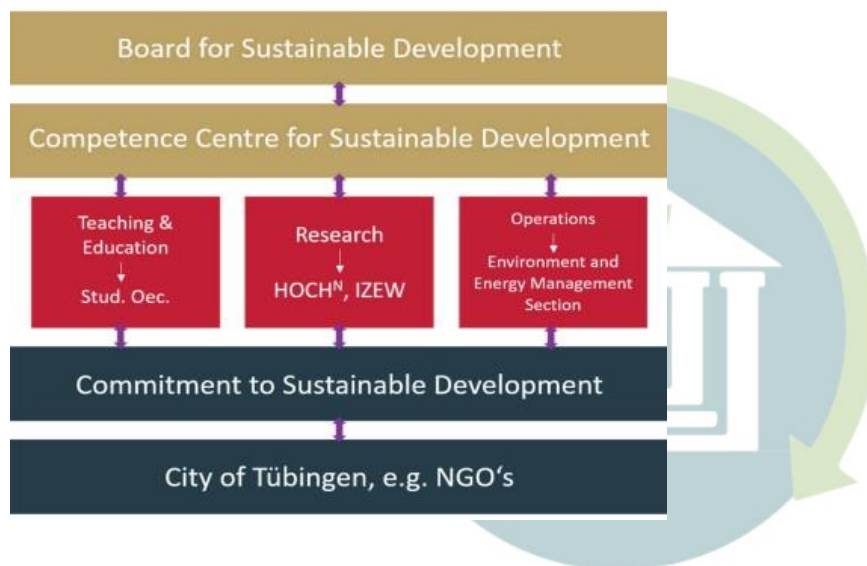 Board for Sustainable Development
Competence Centre for Sustainable Development
Teaching &
Education
Stud. Oec.
Research
HOCHᴺ, IZEW
Operations
Environment and
Energy Management
Section
Commitment to Sustainable Development
City of Tübingen, e.g. NGO‘s